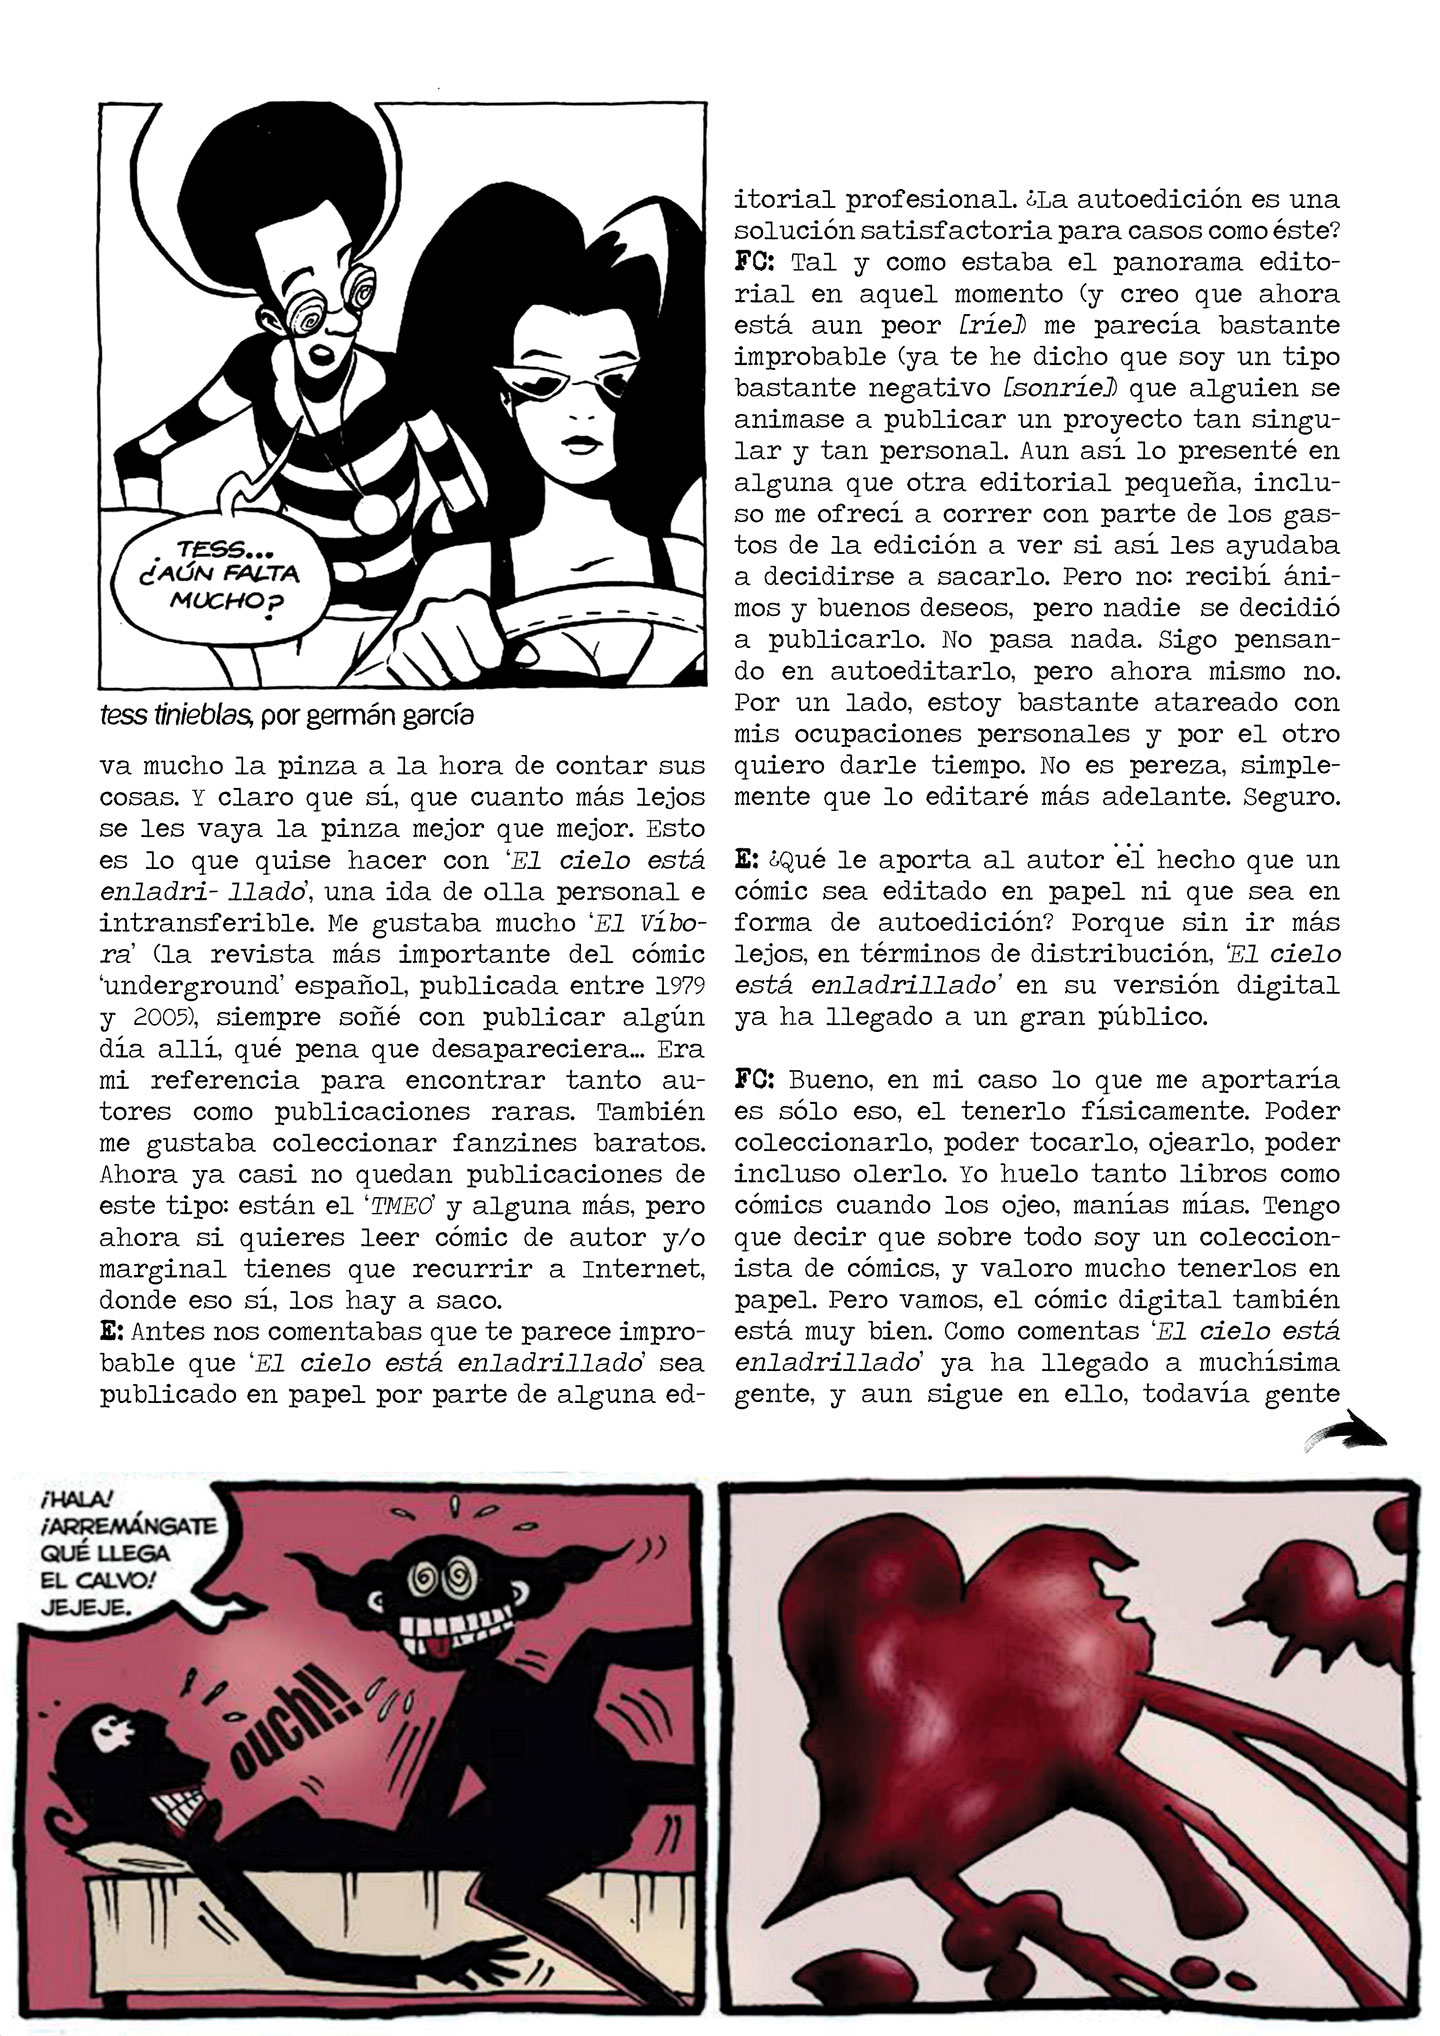 TESS...
¿AÚN FALTA
MUCHO?
tess tinieblas, por germán garcía
va mucho la pinza a la hora de contar sus
cosas. Y claro que sí, que cuanto más lejos
se les vaya la pinza mejor que mejor. Esto
es lo que quise hacer con ‘El cielo está
enladri- llado’, una ida de olla personal e
intransferible. Me gustaba mucho ‘El Víbo-
ra’ (la revista más importante del cómic
‘underground’ español, publicada entre 1979
y 2005), siempre soñé con publicar algún
día allí, qué pena que desapareciera… Era
mi referencia para encontrar tanto au-
tores como publicaciones raras. También
me gustaba coleccionar fanzines baratos.
Ahora ya casi no quedan publicaciones de
este tipo: están el ‘TMEO’ y alguna más, pero
ahora si quieres leer cómic de autor y/o
marginal tienes que recurrir a Internet,
donde eso sí, los hay a saco.
E: Antes nos comentabas que te parece impro-
bable que ‘El cielo está enladrillado’ sea
publicado en papel por parte de alguna ed-
itorial profesional. ¿La autoedición es una
solución satisfactoria para casos como éste?
FC: Tal y como estaba el panorama edito-
rial en aquel momento (y creo que ahora
está aun peor [ríe]) me parecía bastante
improbable (ya te he dicho que soy un tipo
bastante negativo [sonríe]) que alguien se
animase a publicar un proyecto tan singu-
lar y tan personal. Aun así lo presenté en
alguna que otra editorial pequeña, inclu-
so me ofrecí a correr con parte de los gas-
tos de la edición a ver si así les ayudaba
a decidirse a sacarlo. Pero no: recibí áni-
mos y buenos deseos, pero nadie se decidió
a publicarlo. No pasa nada. Sigo pensan-
do en autoeditarlo, pero ahora mismo no.
Por un lado, estoy bastante atareado con
mis ocupaciones personales y por el otro
quiero darle tiempo. No es pereza, simple-
mente que lo editaré más adelante. Seguro.
E: ¿Qué le aporta al autor ël hecho que un
cómic sea editado en papel ni que sea en
forma de autoedición? Porque sin ir más
lejos, en términos de distribución, ‘El cielo
está enladrillado’ en su versión digital
ya ha llegado a un gran público.
FC: Bueno, en mi caso lo que me aportaría
es sólo eso, el tenerlo físicamente. Poder
coleccionarlo, poder tocarlo, ojearlo, poder
incluso olerlo. Yo huelo tanto libros como
cómics cuando los ojeo, manías mías. Tengo
que decir que sobre todo soy un coleccion-
ista de cómics, y valoro mucho tenerlos en
papel. Pero vamos, el cómic digital también
está muy bien. Como comentas ‘El cielo está
enladrillado’ ya ha llegado a muchísima
gente, y aun sigue en ello, todavía gente
¡HALA!
¡ARREMÁNGATE
QUÉ LLEGA
EL CALVO!
JEJEJE.
ouch!!